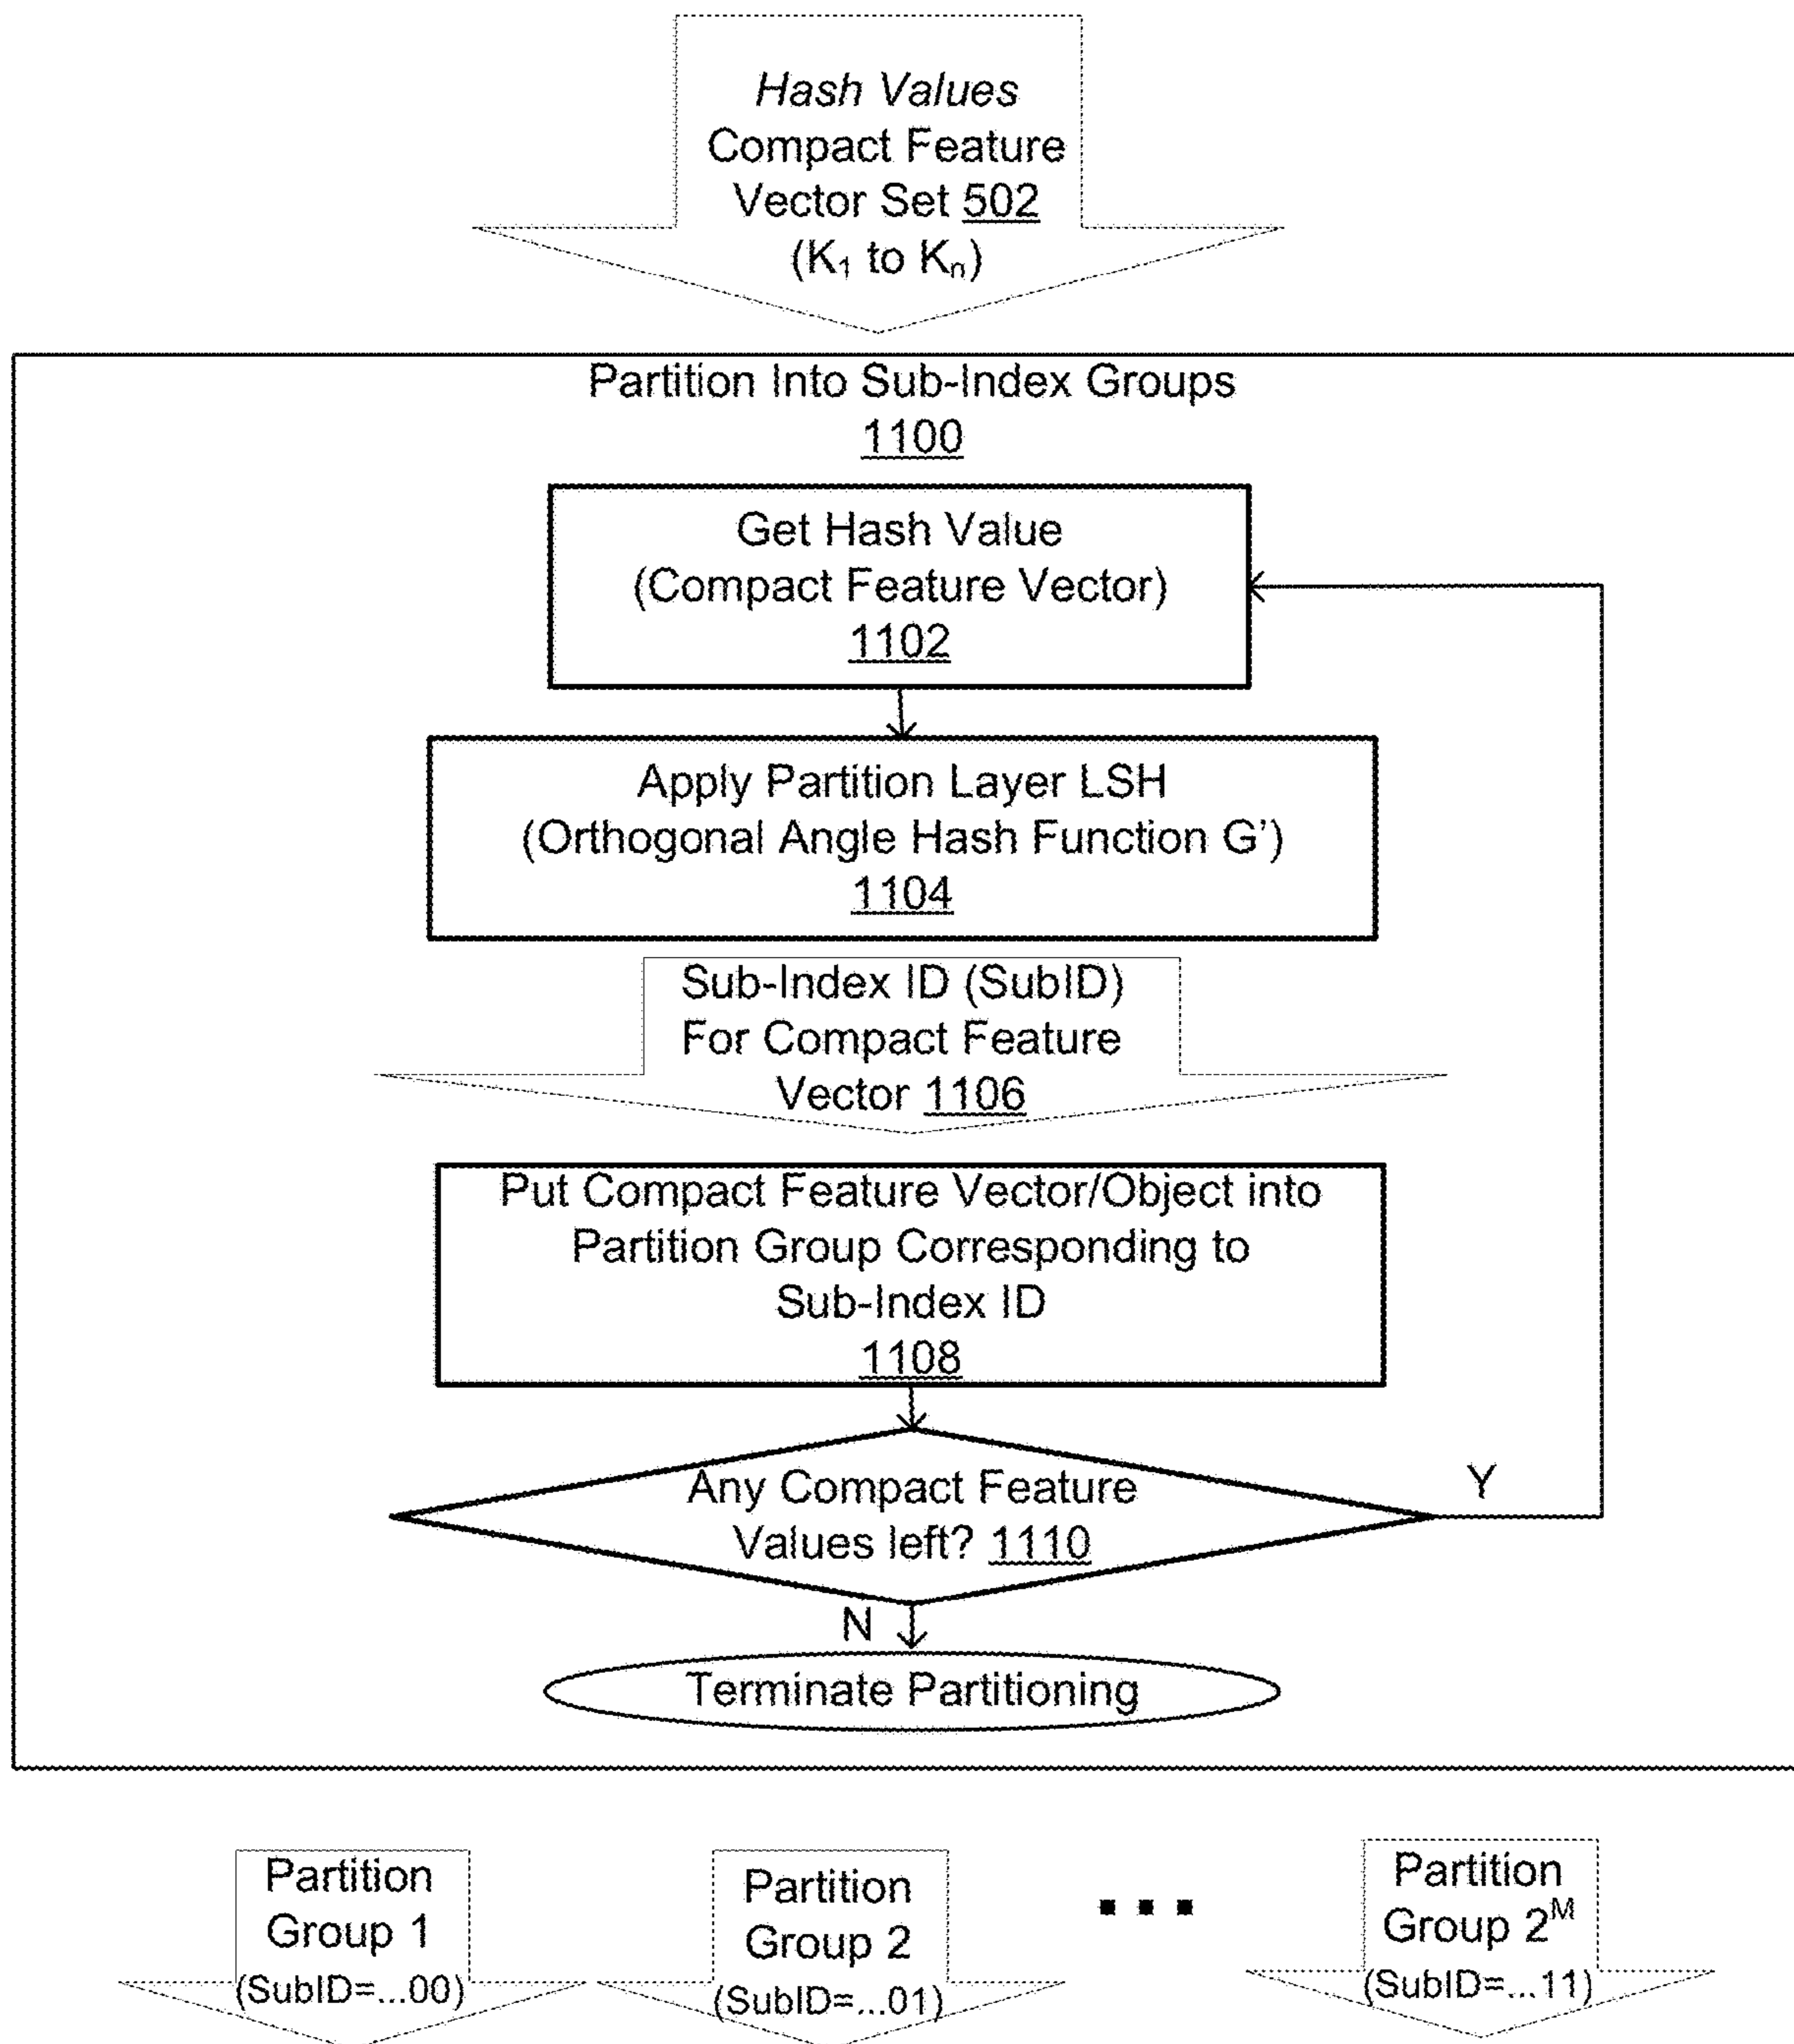 Hash Values
Compact Feature
Vector Set 502
(K₁ to Kₙ)
Partition Into Sub-Index Groups
1100
Get Hash Value
(Compact Feature Vector)
1102
Apply Partition Layer LSH
(Orthogonal Angle Hash Function G’)
1104
Sub-Index ID (SubID)
For Compact Feature
Vector 1106
Put Compact Feature Vector/Object into
Partition Group Corresponding to
Sub-Index ID
1108
Any Compact Feature
Values left? 1110
Y
N
Terminate Partitioning
Partition
Group 1
(SubID=...00)
Partition
Group 2
(SubID=...01)
...
Partition
Group 2ᴹ
(SubID=...11)